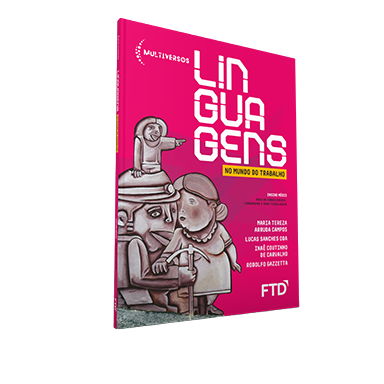 MULTIVERSOS
LIN
GUA
GENS
NO MUNDO DO TRABALHO
ENSINO MÉDIO
MARIA TEREZA
ARRUDA CAMPOS
LUCAS SANCHES ODA
INAÊ COUTINHO
DE CARVALHO
RODOLFO GAZZETTA
FTD